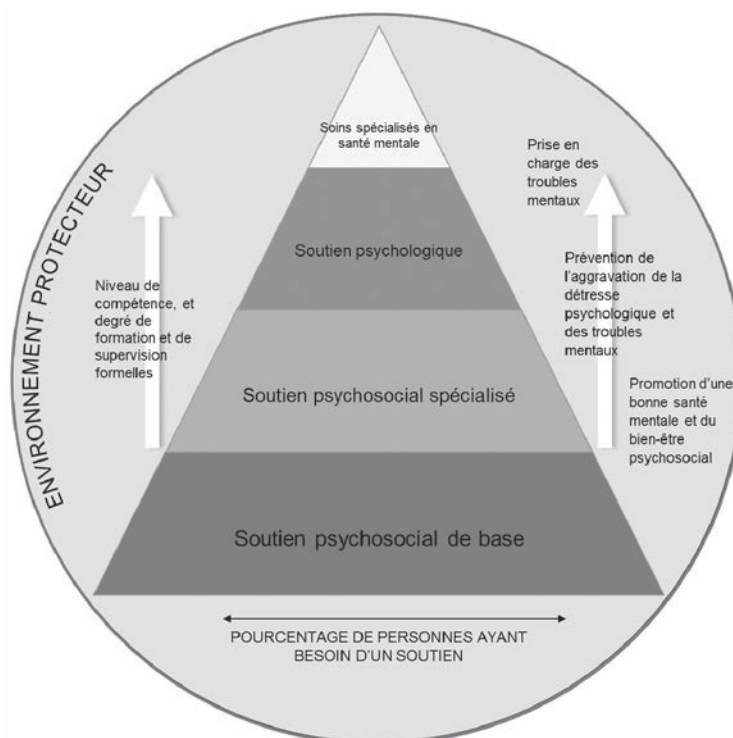 Soins spécialisés en
santé mentale
Prise en
charge des
troubles
mentaux
ENVIRONNEMENT PROTECTEUR
Soutien psychologique
Niveau de
compétence, et
degré de
formation et de
supervision
formelles
Prévention de
l'aggravation de la
détresse
psychologique et
des troubles
mentaux
Soutien psychosocial spécialisé
Promotion d'une
bonne santé
mentale et du
bien-être
psychosocial
Soutien psychosocial de base
POURCENTAGE DE PERSONNES AYANT
BESOIN D'UN SOUTIEN